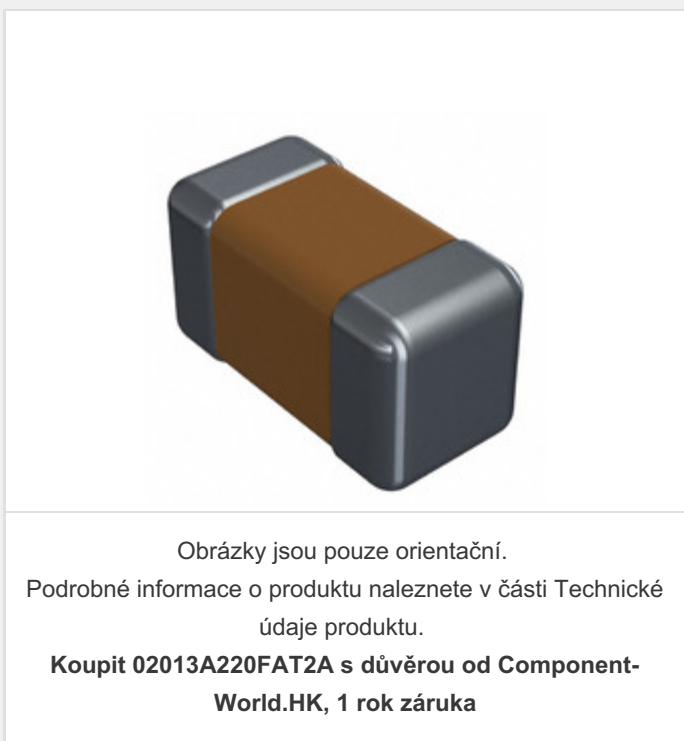 Obrázky jsou pouze orientační.
Podrobné informace o produktu naleznete v části Technické
údaje produktu.
Koupit 02013A220FAT2A s důvěrou od Component-
World.HK, 1 rok záruka